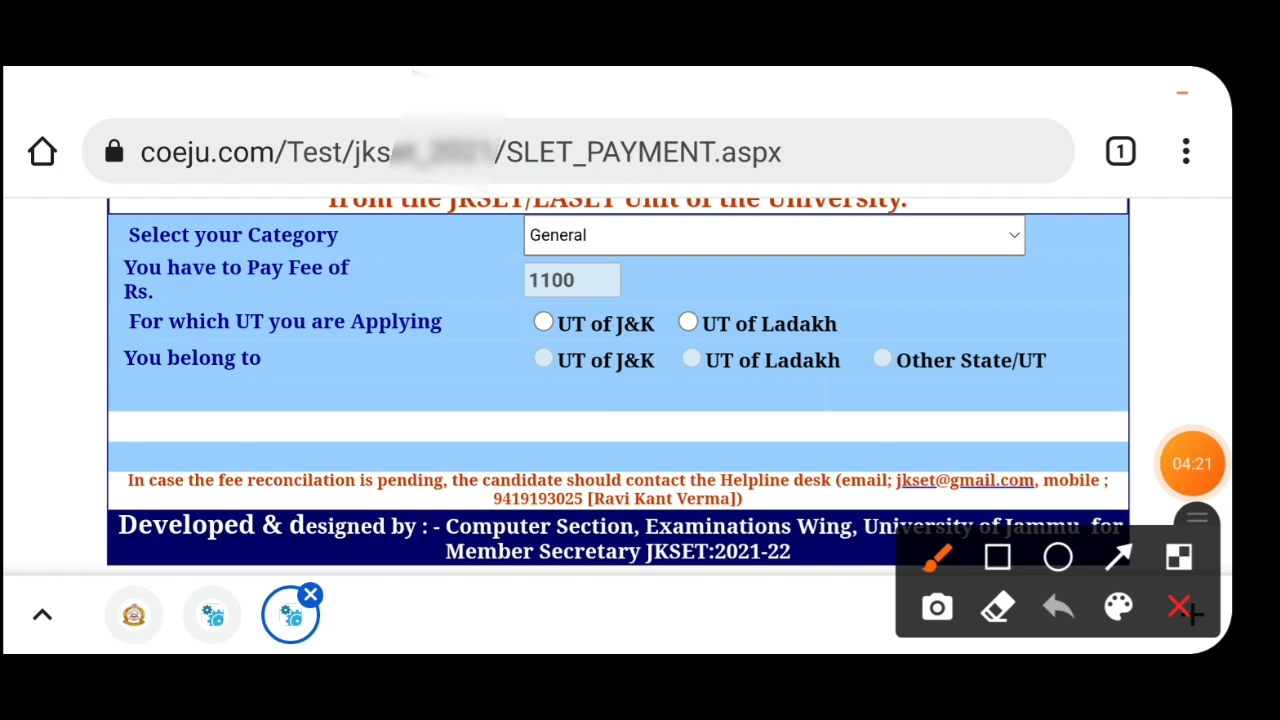 coeju.com/Test/jks /SLET_PAYMENT.aspx
1
from the JKSET/LASET Unit of the University.
Select your Category
General
You have to Pay Fee of
Rs.
1100
For which UT you are Applying
UT of J&K UT of Ladakh
You belong to
UT of J&K UT of Ladakh Other State/UT
04:21
In case the fee reconcilation is pending, the candidate should contact the Helpline desk (email; jkset@gmail.com, mobile ;
9419193025 [Ravi Kant Verma])
Developed & designed by : - Computer Section, Examinations Wing, University of Jammu for
Member Secretary JKSET:2021-22